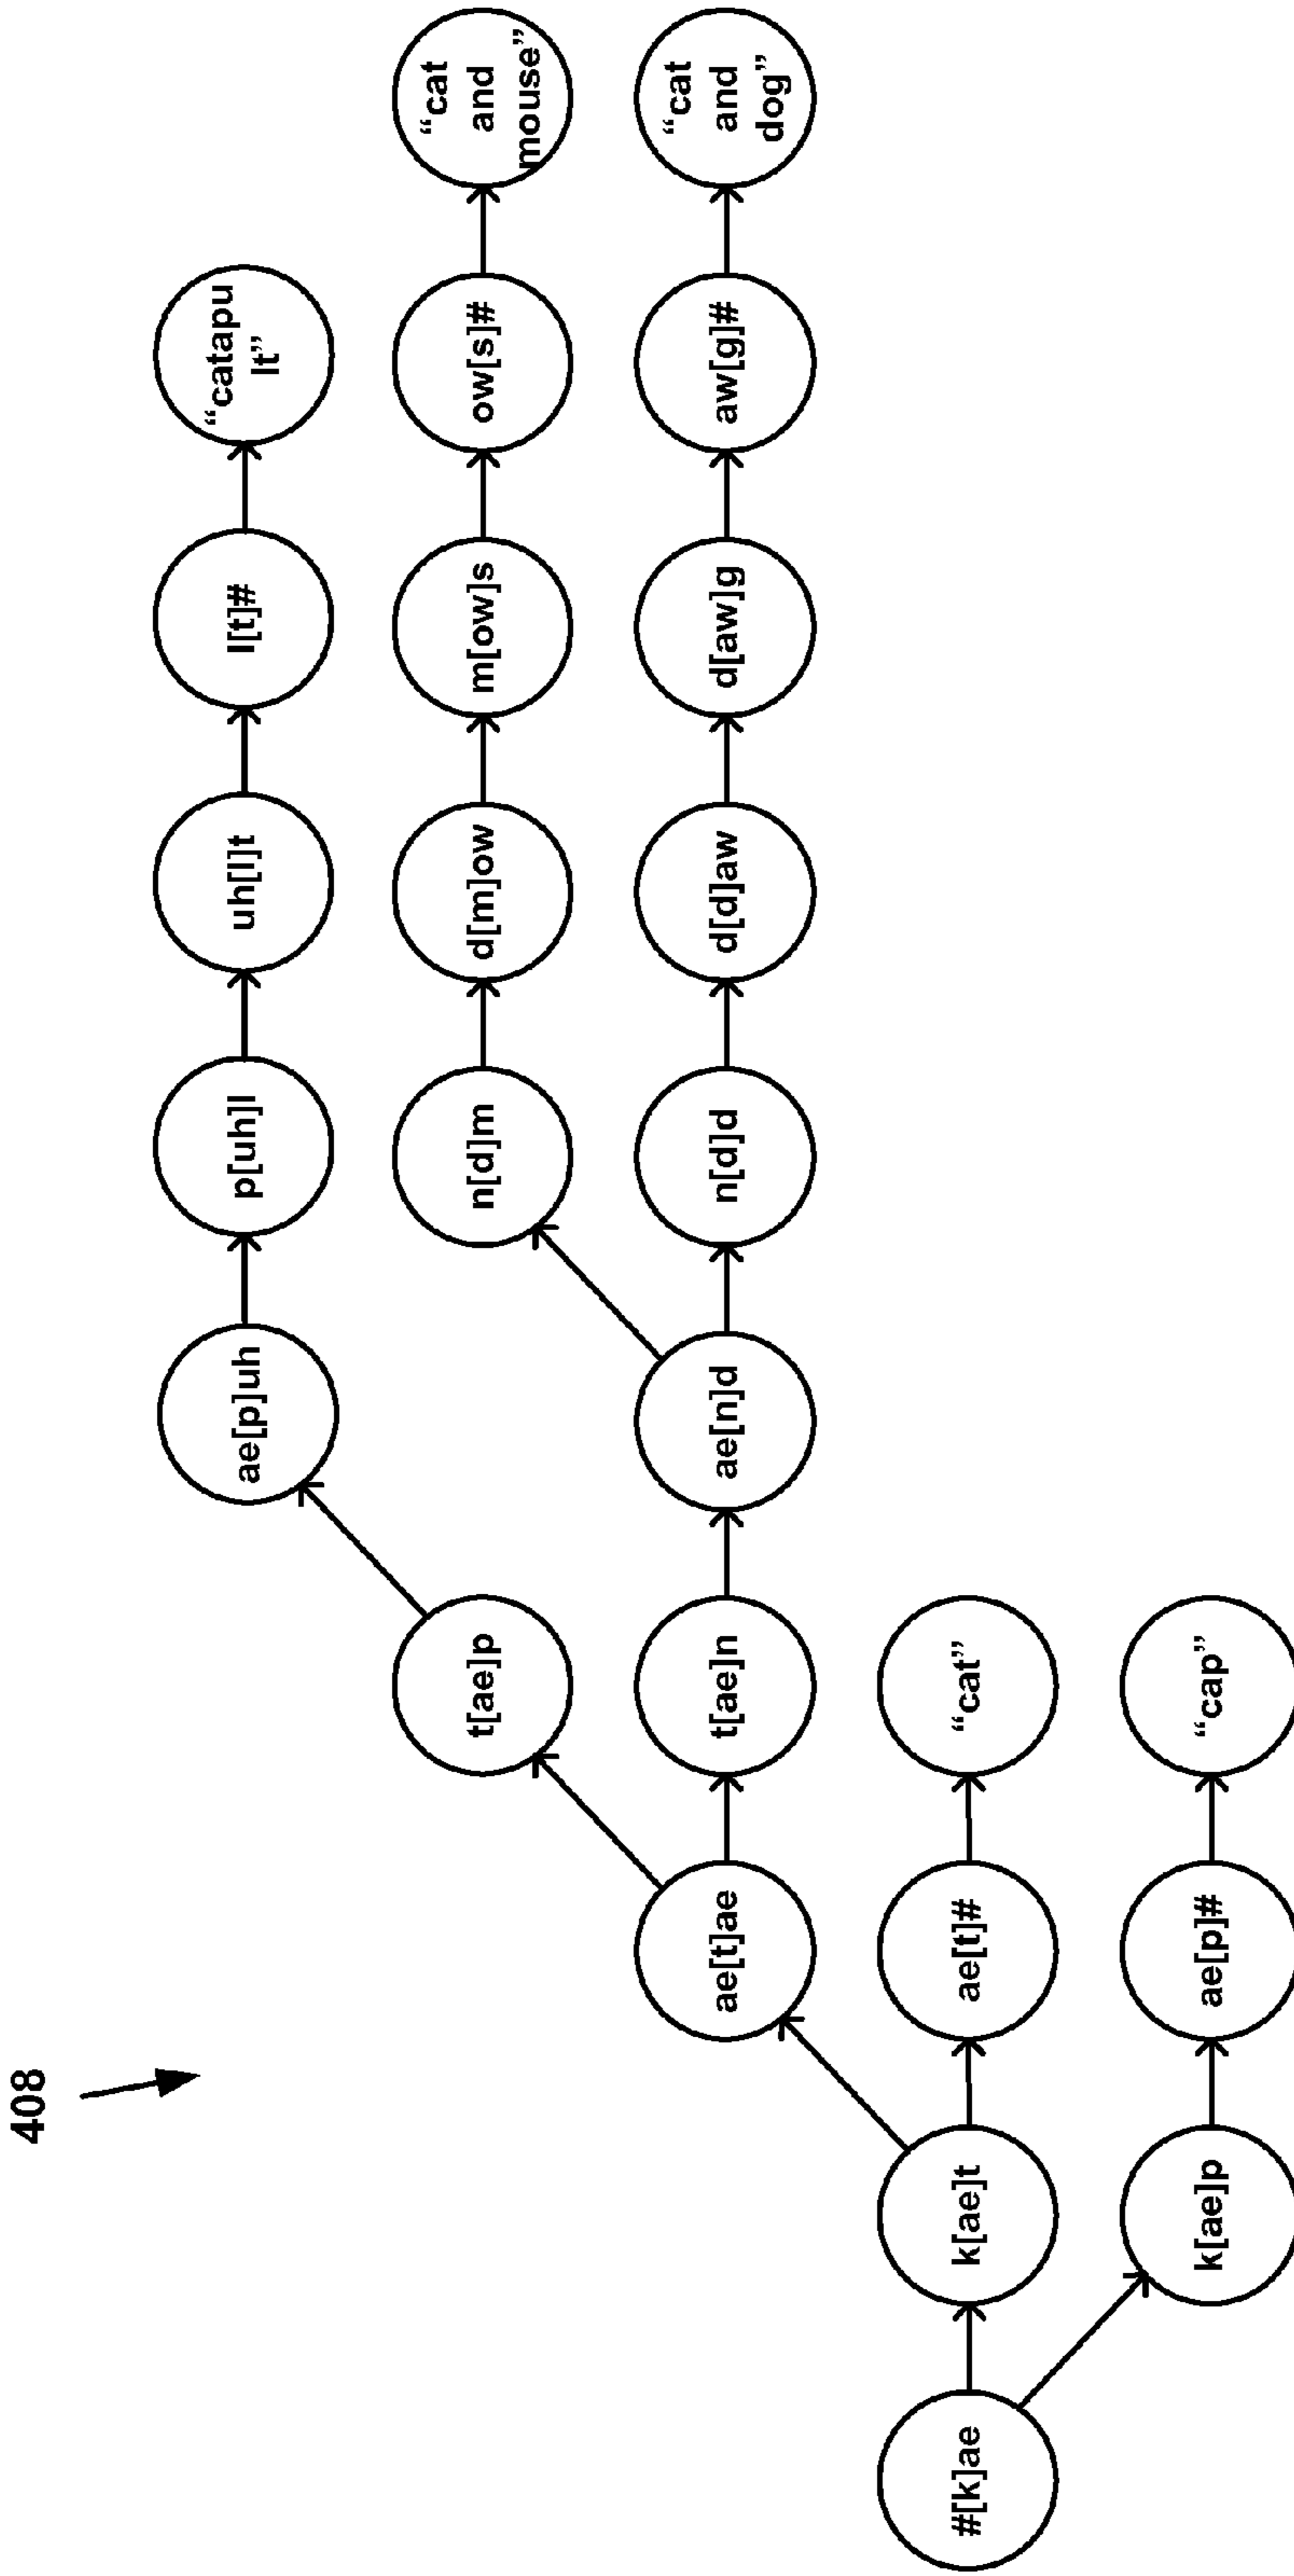 408
ae[p]uh
p[uh]l
uh[l]t
l[t]#
“catapu
lt”
t[ae]p
n[d]m
d[m]ow
m[ow]s
ow[s]#
“cat
and
mouse”
ae[t]ae
t[ae]n
ae[n]d
n[d]d
d[d]aw
d[aw]g
aw[g]#
“cat
and
dog”
#[k]ae
k[ae]t
ae[t]#
“cat”
k[ae]p
ae[p]#
“cap”